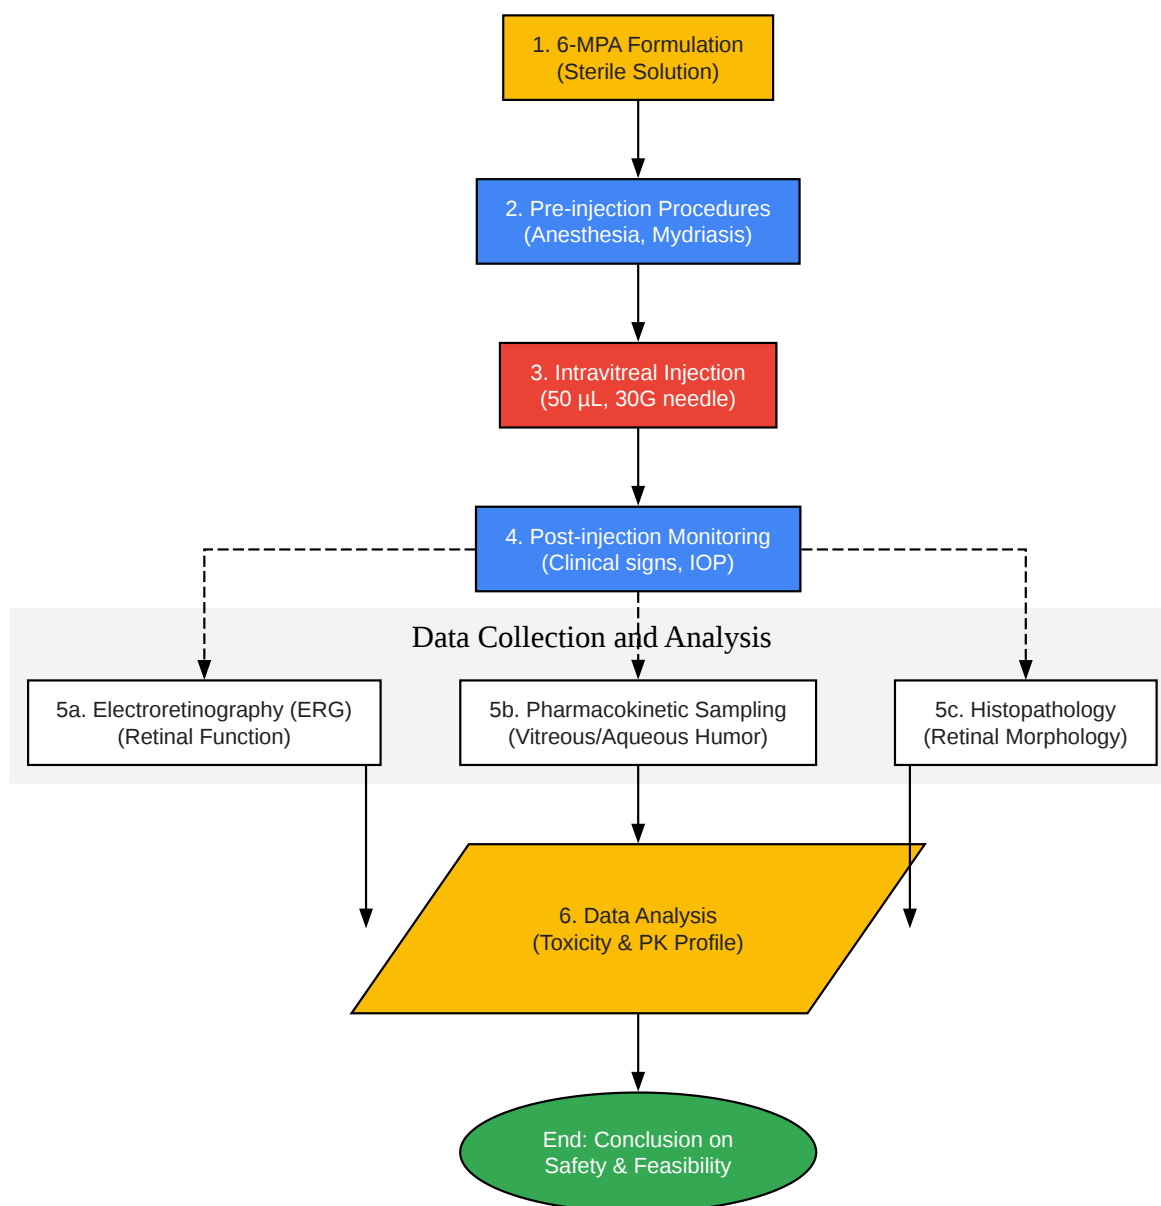 1. 6-MPA Formulation
(Sterile Solution)
2. Pre-injection Procedures
(Anesthesia, Mydriasis)
3. Intravitreal Injection
(50 µL, 30G needle)
4. Post-injection Monitoring
(Clinical signs, IOP)
Data Collection and Analysis
5a. Electroretinography (ERG)
(Retinal Function)
5b. Pharmacokinetic Sampling
(Vitreous/Aqueous Humor)
5c. Histopathology
(Retinal Morphology)
6. Data Analysis
(Toxicity & PK Profile)
End: Conclusion on
Safety & Feasibility